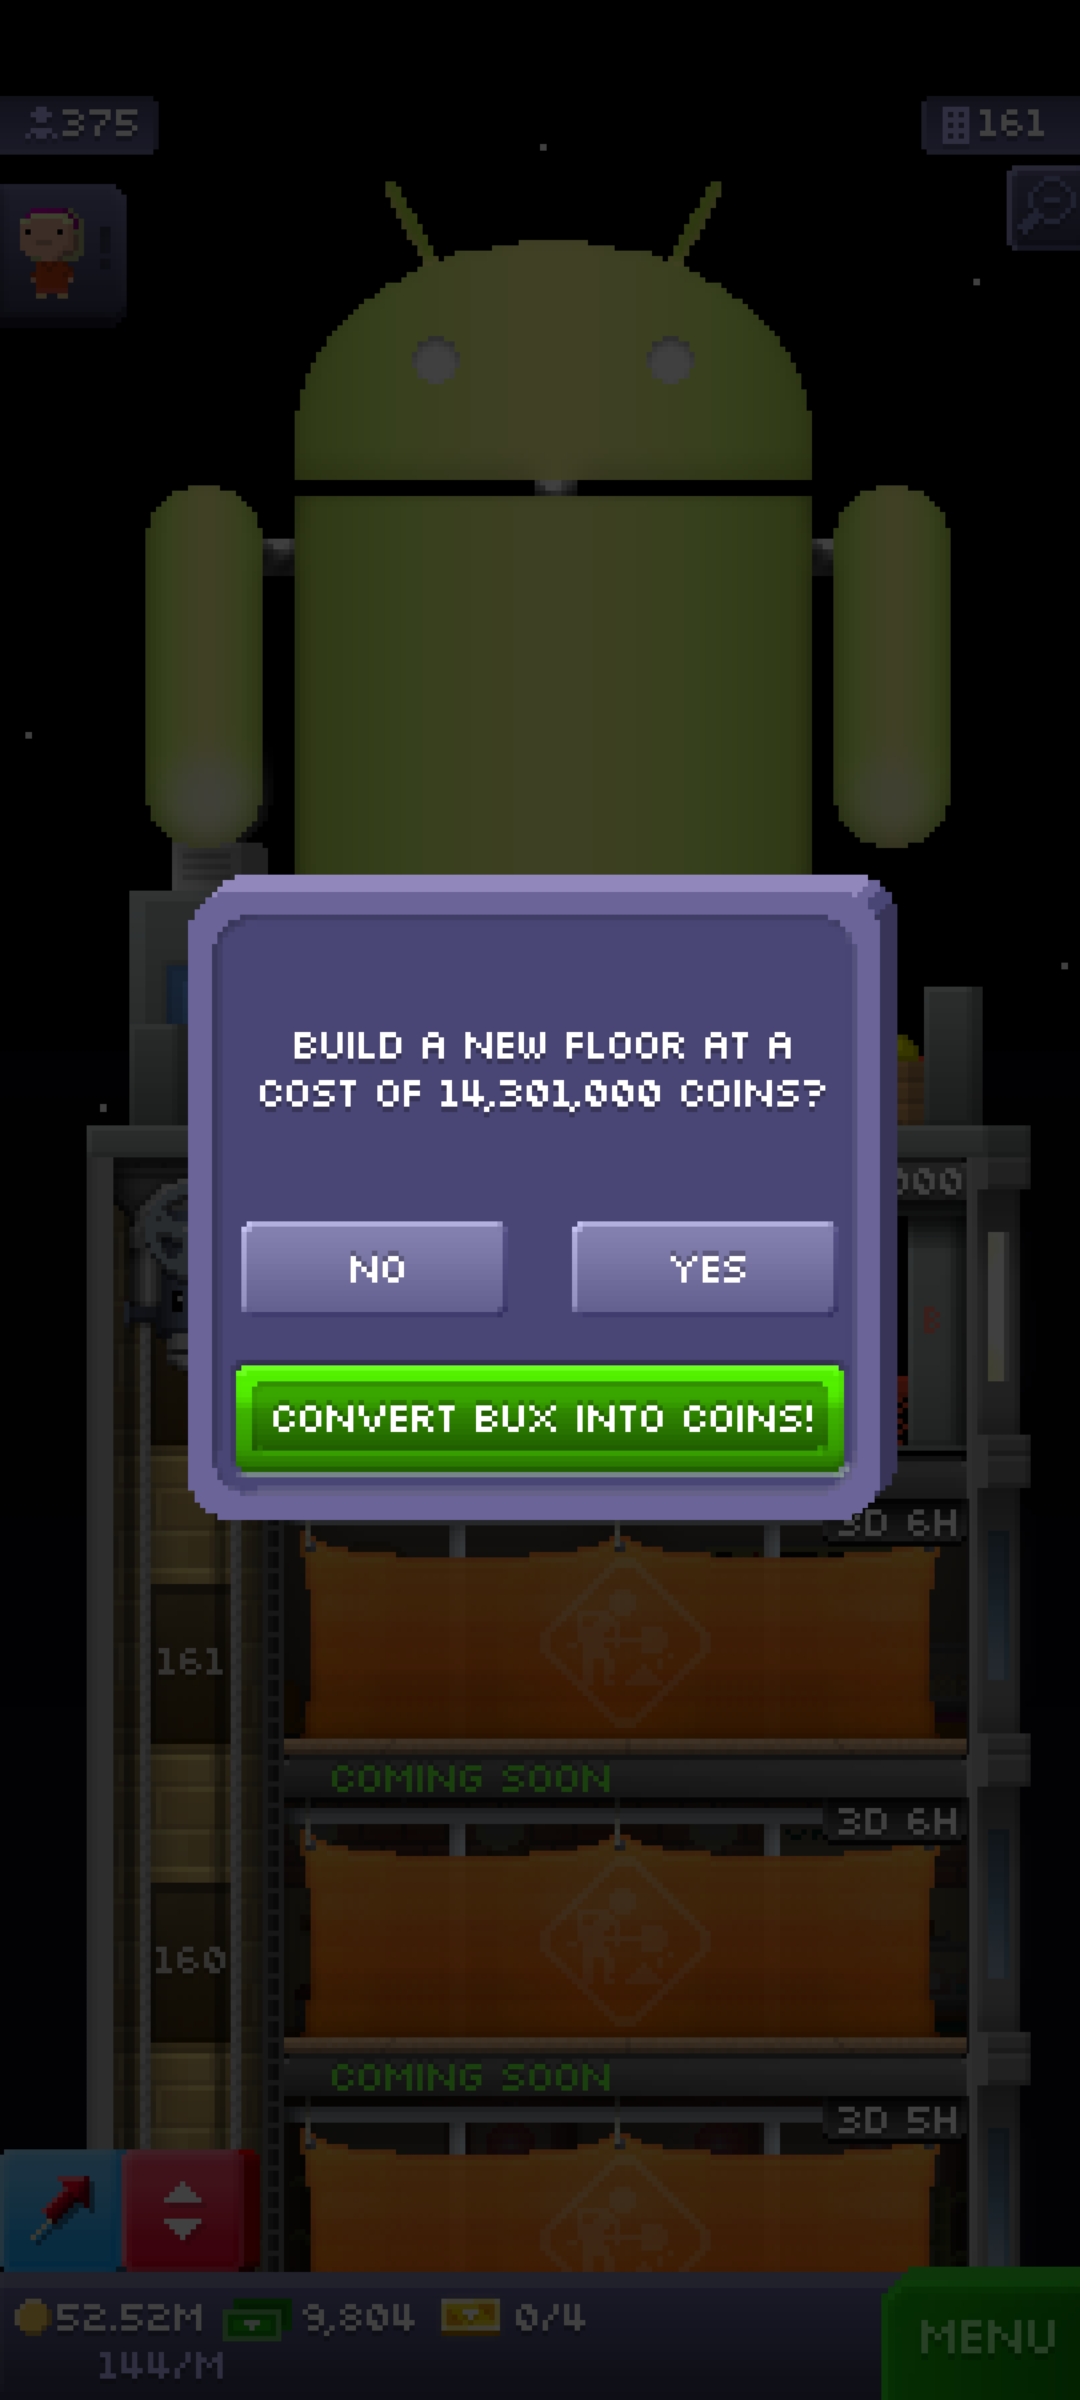 375
161
BUILD A NEW FLOOR AT A
COST OF 14,301,000 COINS?
000
NO
YES
B
CONVERT BUX INTO COINS!
3D 6H
161
COMING SOON
3D 6H
160
COMING SOON
3D 5H
52.52M
9,804
0/4
MENU
144/M